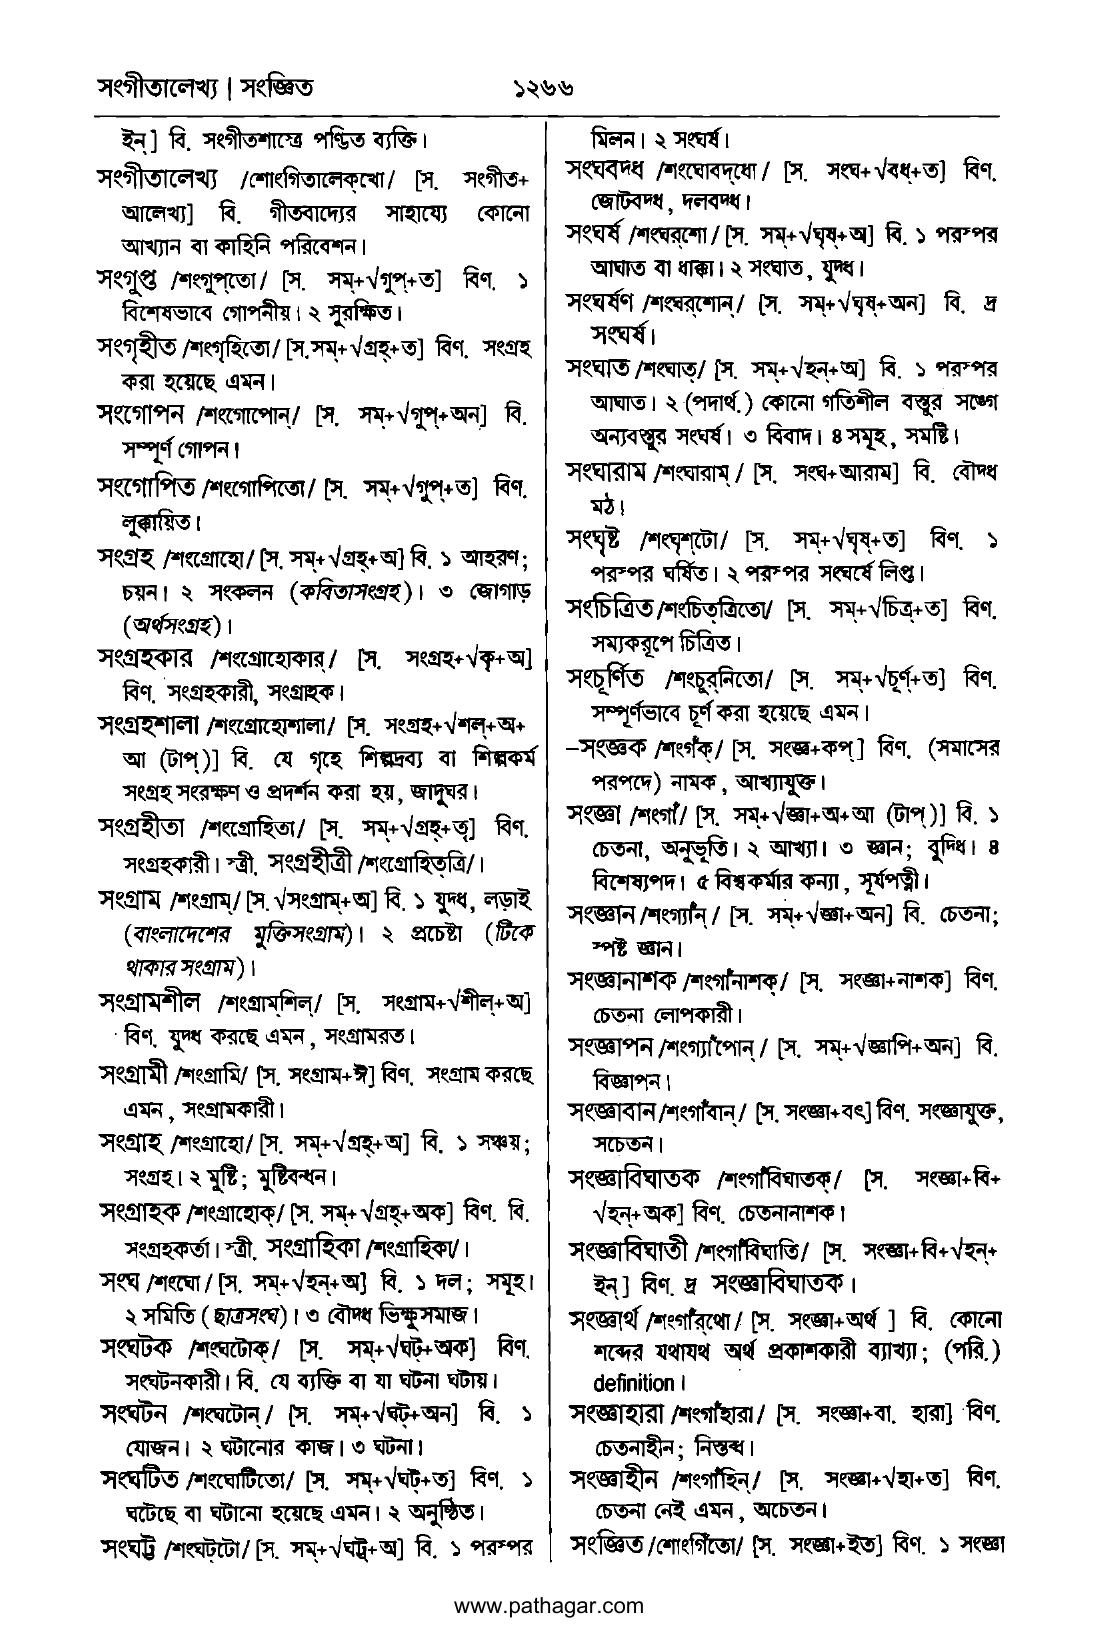 সংগীতালেখ্য | সংজ্ঞিত
১২৬৬
ইন্] বি. সংগীতশাস্ত্রে পণ্ডিত ব্যক্তি।
সংগীতালেখ্য /শোংগিতালেক্‌খো/ [স. সংগীত+
আলেখ্য] বি. গীতবাদ্যের সাহায্যে কোনো
আখ্যান বা কাহিনি পরিবেশন।
সংগুপ্ত /শংগুপ্‌তো/ [স. সম্+√গুপ্+ত] বিণ. ১
বিশেষভাবে গোপনীয়। ২ সুরক্ষিত।
সংগৃহীত /শংগৃহিতো/ [স.সম্+√গ্রহ্+ত] বিণ. সংগ্রহ
করা হয়েছে এমন।
সংগোপন /শংগোপোন্/ [স. সম্+√গুপ্+অন] বি.
সম্পূর্ণ গোপন।
সংগোপিত /শংগোপিতো/ [স. সম্+√গুপ্+ত] বিণ.
লুক্কায়িত।
সংগ্রহ /শংগ্রোহো/ [স. সম্+√গ্রহ্+অ] বি. ১ আহরণ;
চয়ন। ২ সংকলন (কবিতাসংগ্রহ)। ৩ জোগাড়
(অর্থসংগ্রহ)।
সংগ্রহকার /শংগ্রোহোকার্/ [স. সংগ্রহ+√কৃ+অ]
বিণ. সংগ্রহকারী, সংগ্রাহক।
সংগ্রহশালা /শংগ্রোহোশালা/ [স. সংগ্রহ+√শল্+অ+
আ (টাপ্)] বি. যে গৃহে শিল্পদ্রব্য বা শিল্পকর্ম
সংগ্রহ সংরক্ষণ ও প্রদর্শন করা হয়, জাদুঘর।
সংগ্রহীতা /শংগ্রোহিতা/ [স. সম্+√গ্রহ্+তৃ] বিণ.
সংগ্রহকারী। স্ত্রী. সংগ্রহীত্রী /শংগ্রোহিত্‌ত্রি/।
সংগ্রাম /শংগ্রাম্/ [স. √সংগ্রাম্+অ] বি. ১ যুদ্ধ, লড়াই
(বাংলাদেশের মুক্তিসংগ্রাম)। ২ প্রচেষ্টা (টিকে
থাকার সংগ্রাম)।
সংগ্রামশীল /শংগ্রাম্‌শিল্/ [স. সংগ্রাম+√শীল্+অ]
বিণ. যুদ্ধ করছে এমন, সংগ্রামরত।
সংগ্রামী /শংগ্রামি/ [স. সংগ্রাম+ঈ] বিণ. সংগ্রাম করছে
এমন, সংগ্রামকারী।
সংগ্রাহ /শংগ্রাহো/ [স. সম্+√গ্রহ্+অ] বি. ১ সঞ্চয়;
সংগ্রহ। ২ মুষ্টি; মুষ্টিবন্ধন।
সংগ্রাহক /শংগ্রাহোক্/ [স. সম্+√গ্রহ্+অক] বিণ. বি.
সংগ্রহকর্তা। স্ত্রী. সংগ্রাহিকা /শংগ্রাহিকা/।
সংঘ /শংঘো/ [স. সম্+√হন্+অ] বি. ১ দল; সমূহ।
২ সমিতি (ছাত্রসংঘ)। ৩ বৌদ্ধ ভিক্ষুসমাজ।
সংঘটক /শংঘটোক্/ [স. সম্+√ঘট্+অক] বিণ.
সংঘটনকারী। বি. যে ব্যক্তি বা যা ঘটনা ঘটায়।
সংঘটন /শংঘটোন্/ [স. সম্+√ঘট্+অন] বি. ১
যোজন। ২ ঘটানোর কাজ। ৩ ঘটনা।
সংঘটিত /শংঘোটিতো/ [স. সম্+√ঘট্+ত] বিণ. ১
ঘটেছে বা ঘটানো হয়েছে এমন। ২ অনুষ্ঠিত।
সংঘট্ট /শংঘট্‌টো/ [স. সম্+√ঘট্ট্+অ] বি. ১ পরস্পর
মিলন। ২ সংঘর্ষ।
সংঘবদ্ধ /শংঘোবদ্‌ধো/ [স. সংঘ+√বধ্+ত] বিণ.
জোটবদ্ধ, দলবদ্ধ।
সংঘর্ষ /শংঘর্‌শো/ [স. সম্+√ঘৃষ্+অ] বি. ১ পরস্পর
আঘাত বা ধাক্কা। ২ সংঘাত, যুদ্ধ।
সংঘর্ষণ /শংঘর্‌শোন্/ [স. সম্+√ঘৃষ্+অন] বি. দ্র
সংঘর্ষ।
সংঘাত /শংঘাত্/ [স. সম্+√হন্+অ] বি. ১ পরস্পর
আঘাত। ২ (পদার্থ.) কোনো গতিশীল বস্তুর সঙ্গে
অন্যবস্তুর সংঘর্ষ। ৩ বিবাদ। ৪ সমূহ, সমষ্টি।
সংঘারাম /শংঘারাম্/ [স. সংঘ+আরাম] বি. বৌদ্ধ
মঠ।
সংঘৃষ্ট /শংঘৃশ্‌টো/ [স. সম্+√ঘৃষ্+ত] বিণ. ১
পরস্পর ঘর্ষিত। ২ পরস্পর সংঘর্ষে লিপ্ত।
সংচিত্রিত /শংচিত্‌ত্রিতো/ [স. সম্+√চিত্র+ত] বিণ.
সম্যকরূপে চিত্রিত।
সংচূর্ণিত /শংচুর্‌নিতো/ [স. সম্+√চূর্ণ্+ত] বিণ.
সম্পূর্ণভাবে চূর্ণ করা হয়েছে এমন।
–সংজ্ঞক /শংগঁক্/ [স. সংজ্ঞ+কপ্] বিণ. (সমাসের
পরপদে) নামক, আখ্যাযুক্ত।
সংজ্ঞা /শংগাঁ/ [স. সম্+√জ্ঞা+অ+আ (টাপ্)] বি. ১
চেতনা, অনুভূতি। ২ আখ্যা। ৩ জ্ঞান; বুদ্ধি। ৪
বিশেষ্যপদ। ৫ বিশ্বকর্মার কন্যা, সূর্যপত্নী।
সংজ্ঞান /শংগ্যাঁন্/ [স. সম্+√জ্ঞা+অন] বি. চেতনা;
স্পষ্ট জ্ঞান।
সংজ্ঞানাশক /শংগাঁনাশক্/ [স. সংজ্ঞা+নাশক] বিণ.
চেতনা লোপকারী।
সংজ্ঞাপন /শংগ্যাঁপোন্/ [স. সম্+√জ্ঞাপি+অন] বি.
বিজ্ঞাপন।
সংজ্ঞাবান /শংগাঁবান্/ [স. সংজ্ঞা+বৎ] বিণ. সংজ্ঞাযুক্ত,
সচেতন।
সংজ্ঞাবিঘাতক /শংগাঁবিঘাতক্/ [স. সংজ্ঞা+বি+
√হন্+অক] বিণ. চেতনানাশক।
সংজ্ঞাবিঘাতী /শংগাঁবিঘাতি/ [স. সংজ্ঞা+বি+√হন্+
ইন্] বিণ. দ্র সংজ্ঞাবিঘাতক।
সংজ্ঞার্থ /শংগাঁর্‌থো/ [স. সংজ্ঞা+অর্থ ] বি. কোনো
শব্দের যথাযথ অর্থ প্রকাশকারী ব্যাখ্যা; (পরি.)
definition।
সংজ্ঞাহারা /শংগাঁহারা/ [স. সংজ্ঞা+বা. হারা] বিণ.
চেতনাহীন; নিস্তব্ধ।
সংজ্ঞাহীন /শংগাঁহিন্/ [স. সংজ্ঞা+√হা+ত] বিণ.
চেতনা নেই এমন, অচেতন।
সংজ্ঞিত /শোংগিঁতো/ [স. সংজ্ঞা+ইত] বিণ. ১ সংজ্ঞা
www.pathagar.com